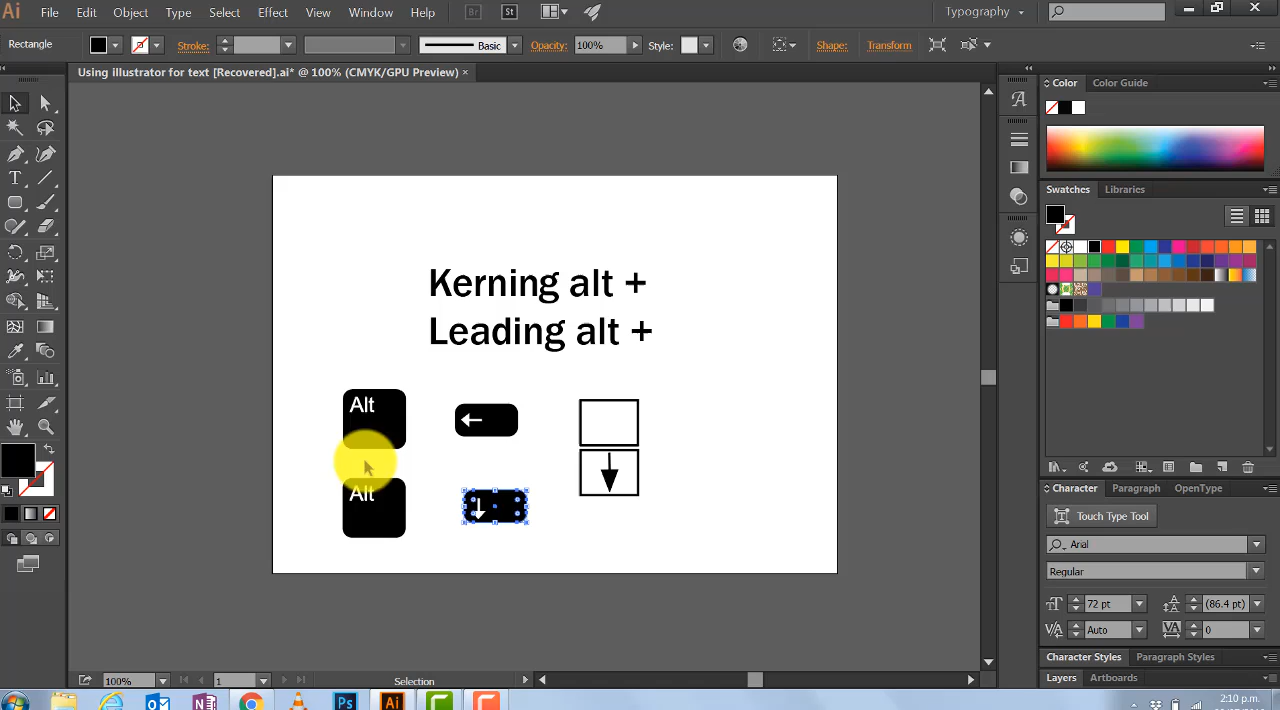 Ai File Edit Object Type Select Effect View Window Help Br St Typography
Rectangle Stroke: Basic Opacity: 100% Style: Shape: Transform
Using illustrator for text [Recovered].ai* @ 100% (CMYK/GPU Preview) ×
Color Color Guide
Swatches Libraries
Kerning alt +
Leading alt +
Alt
Alt
Character Paragraph OpenType
Touch Type Tool
Arial
Regular
72 pt (86.4 pt)
Auto 0
Character Styles Paragraph Styles
Layers Artboards
100% 1 Selection
Ps Ai
2:10 p.m.